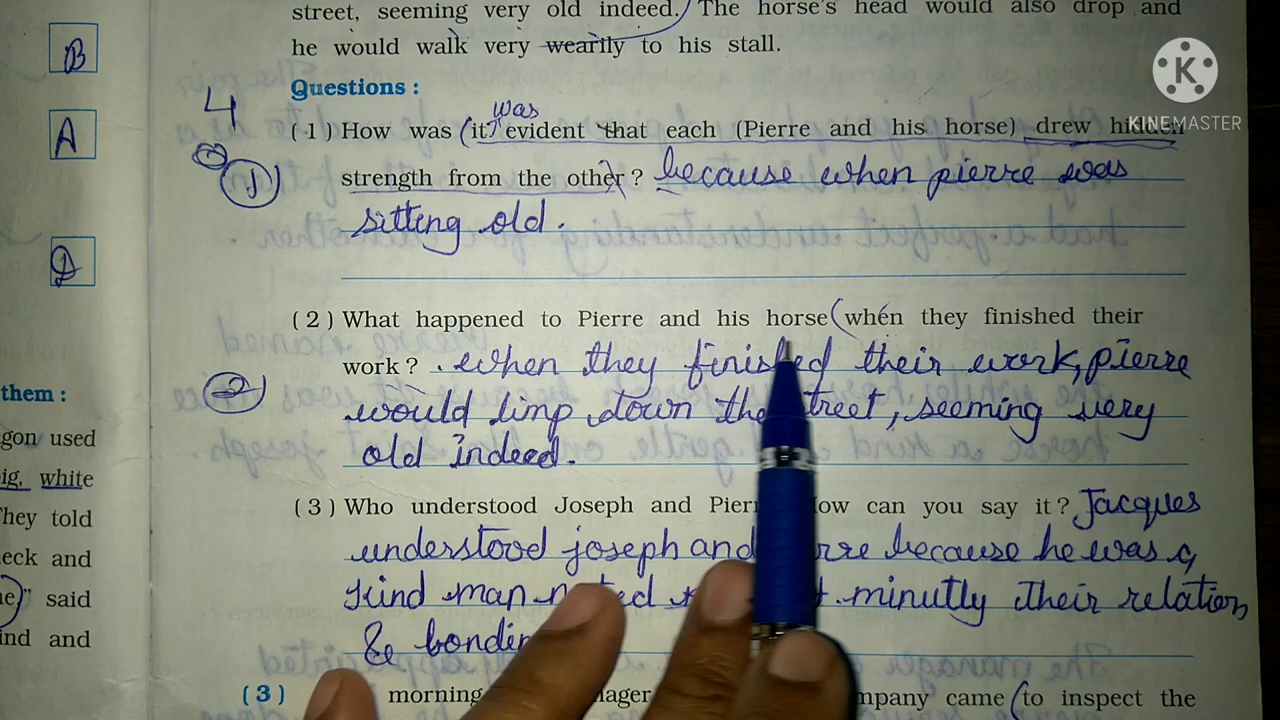 street, seeming very old indeed. The horse's head would also drop and
he would walk very wearily to his stall.
B
A
D
Questions :
4
was
(1) How was (it evident that each (Pierre and his horse) drew hidden
KINEMASTER
(1) strength from the other ? because when pierre was
sitting old.
(2) What happened to Pierre and his horse (when they finished their
work ? . when they finished their work, pierre
(2) would limp down the street, seeming very
old indeed.
(3) Who understood Joseph and How can you say it ? Jacques
understood joseph and because he was a
kind man minutly their relation
& bondin
them :
gon used
ig, white
They told
eck and
e)" said
ind and
(3) morning company came (to inspect the